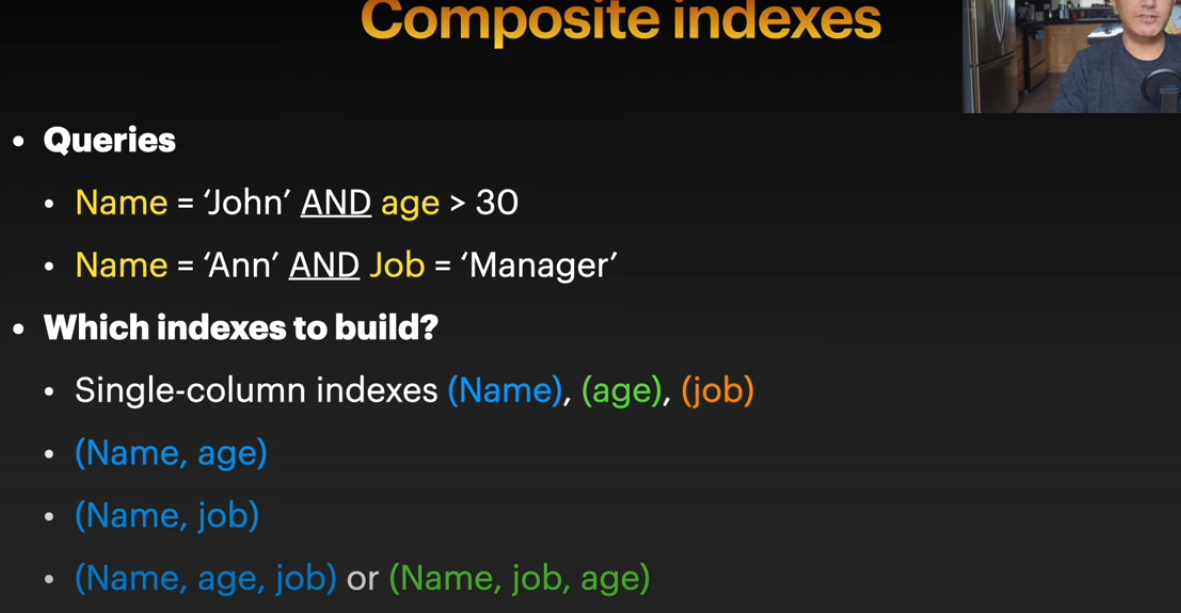 Composite indexes
• Queries
• Name = ‘John’ AND age > 30
• Name = ‘Ann’ AND Job = ‘Manager’
• Which indexes to build?
• Single-column indexes (Name), (age), (job)
• (Name, age)
• (Name, job)
• (Name, age, job) or (Name, job, age)